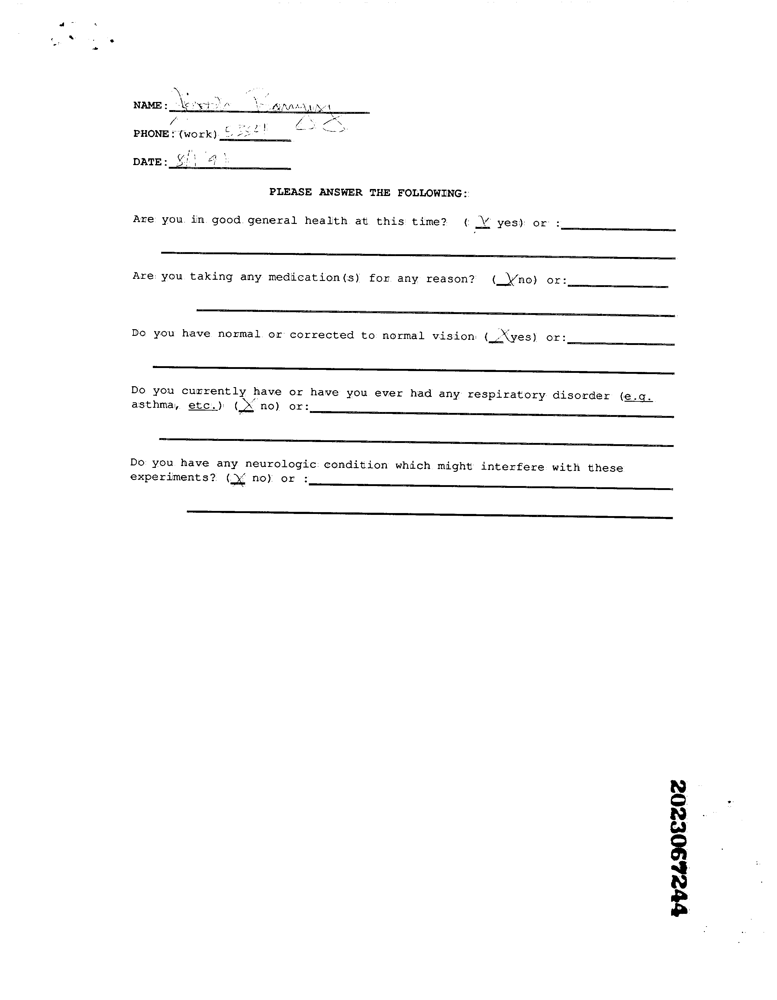 NAME:
PHONE: (work)
DATE:
PLEASE ANSWER THE FOLLOWING:
Are you in good general health at this time? ( X yes) or :
Are you taking any medication(s) for any reason? ( X no) or:
Do you have normal or corrected to normal vision ( X yes) or:
Do you currently have or have you ever had any respiratory disorder (e.g.
asthma, etc.) ( X no) or:
Do you have any neurologic condition which might interfere with these
experiments? ( X no) or :
2023067244